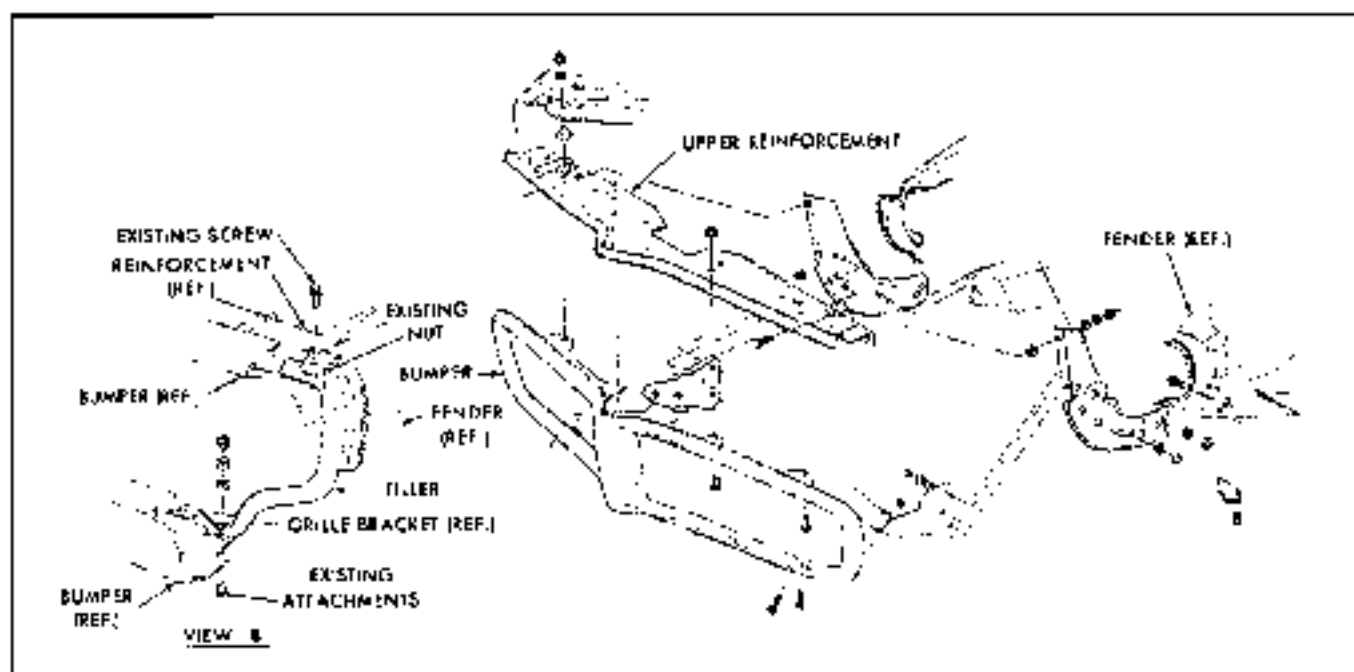 UPPER REINFORCEMENT
EXISTING SCREW
REINFORCEMENT
(REF.)
EXISTING
NUT
FENDER (REF.)
BUMPER
BUMPER (REF.
FENDER
(REF.)
FILLER
GRILLE BRACKET (REF.)
EXISTING
ATTACHMENTS
BUMPER
(REF.)
VIEW